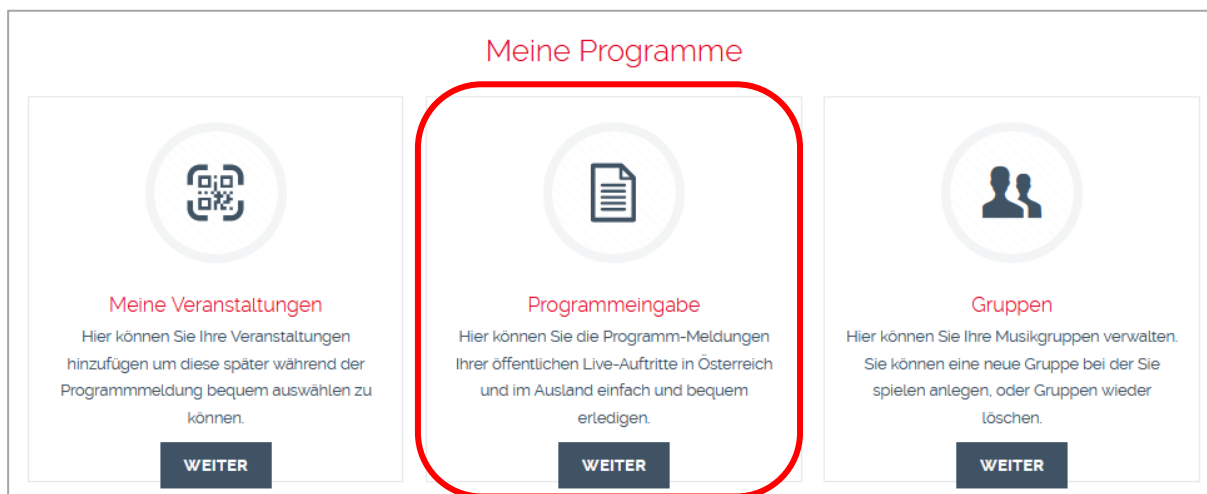 Meine Programme
Meine Veranstaltungen
Hier können Sie Ihre Veranstaltungen
hinzufügen um diese später während der
Programmmeldung bequem auswählen zu
können.
WEITER
Programmeingabe
Hier können Sie die Programm-Meldungen
Ihrer öffentlichen Live-Auftritte in Österreich
und im Ausland einfach und bequem
erledigen.
WEITER
Gruppen
Hier können Sie Ihre Musikgruppen verwalten.
Sie können eine neue Gruppe bei der Sie
spielen anlegen, oder Gruppen wieder
löschen.
WEITER